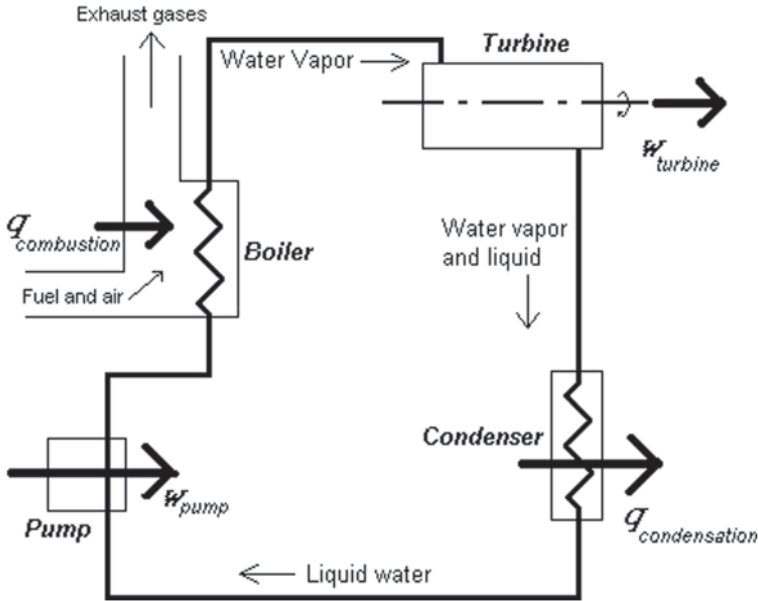 Exhaust gases
Water Vapor
Turbine
w turbine
q combustion
Boiler
Fuel and air
Water vapor
and liquid
Condenser
q condensation
w pump
Pump
Liquid water